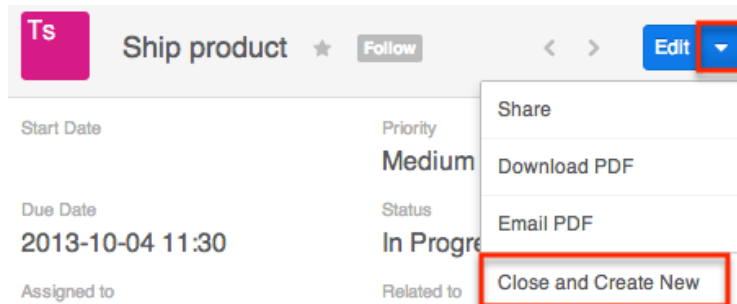 Ts
Ship product
Follow
Edit
Start Date
Priority
Medium
Due Date
Status
2013-10-04 11:30
In Progre
Assigned to
Related to
Share
Download PDF
Email PDF
Close and Create New